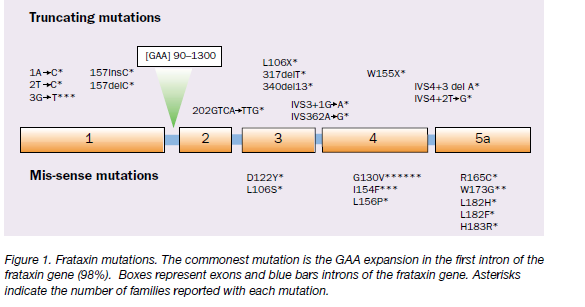 Truncating mutations
[GAA] 90–1300
1A→C*
2T→C*
3G→T***
157insC*
157delC*
202GTCA→TTG*
L106X*
317delT*
340del13*
IVS3+1G→A*
IVS362A→G*
W155X*
IVS4+3 del A*
IVS4+2T→G*
1
2
3
4
5a
Mis-sense mutations
D122Y*
L106S*
G130V******
I154F***
L156P*
R165C*
W173G**
L182H*
L182F*
H183R*
Figure 1. Frataxin mutations. The commonest mutation is the GAA expansion in the first intron of the
frataxin gene (98%). Boxes represent exons and blue bars introns of the frataxin gene. Asterisks
indicate the number of families reported with each mutation.